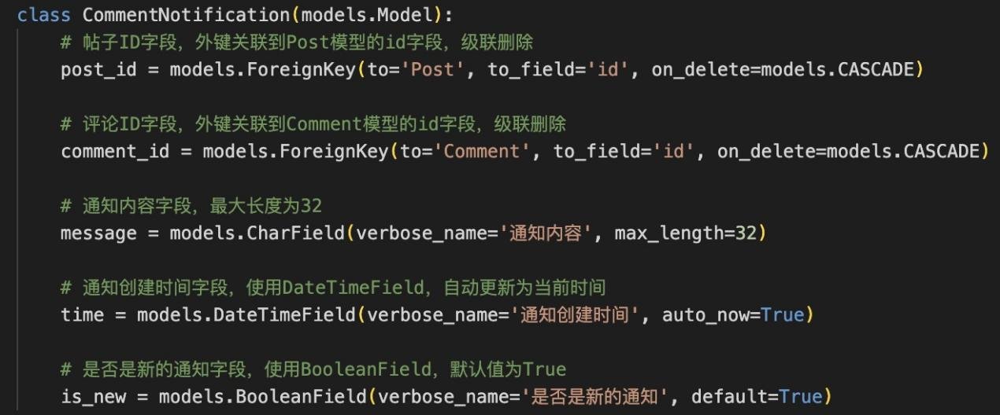 class CommentNotification(models.Model):
    # 帖子ID字段，外键关联到Post模型的id字段，级联删除
    post_id = models.ForeignKey(to='Post', to_field='id', on_delete=models.CASCADE)
    # 评论ID字段，外键关联到Comment模型的id字段，级联删除
    comment_id = models.ForeignKey(to='Comment', to_field='id', on_delete=models.CASCADE)
    # 通知内容字段，最大长度为32
    message = models.CharField(verbose_name='通知内容', max_length=32)
    # 通知创建时间字段，使用DateTimeField，自动更新为当前时间
    time = models.DateTimeField(verbose_name='通知创建时间', auto_now=True)
    # 是否是新的通知字段，使用BooleanField，默认值为True
    is_new = models.BooleanField(verbose_name='是否是新的通知', default=True)